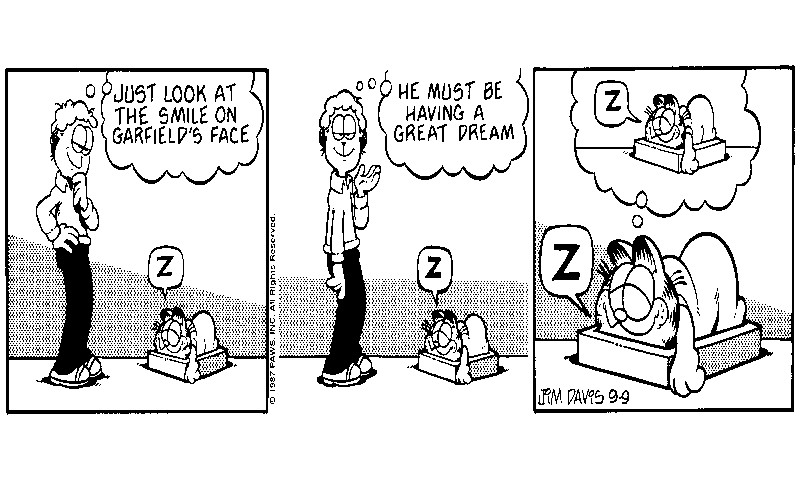 JUST LOOK AT
THE SMILE ON
GARFIELD'S FACE
Z
© 1987 PAWS, INC. All Rights Reserved.
HE MUST BE
HAVING A
GREAT DREAM
Z
Z
Z
JIM DAVIS 9-9